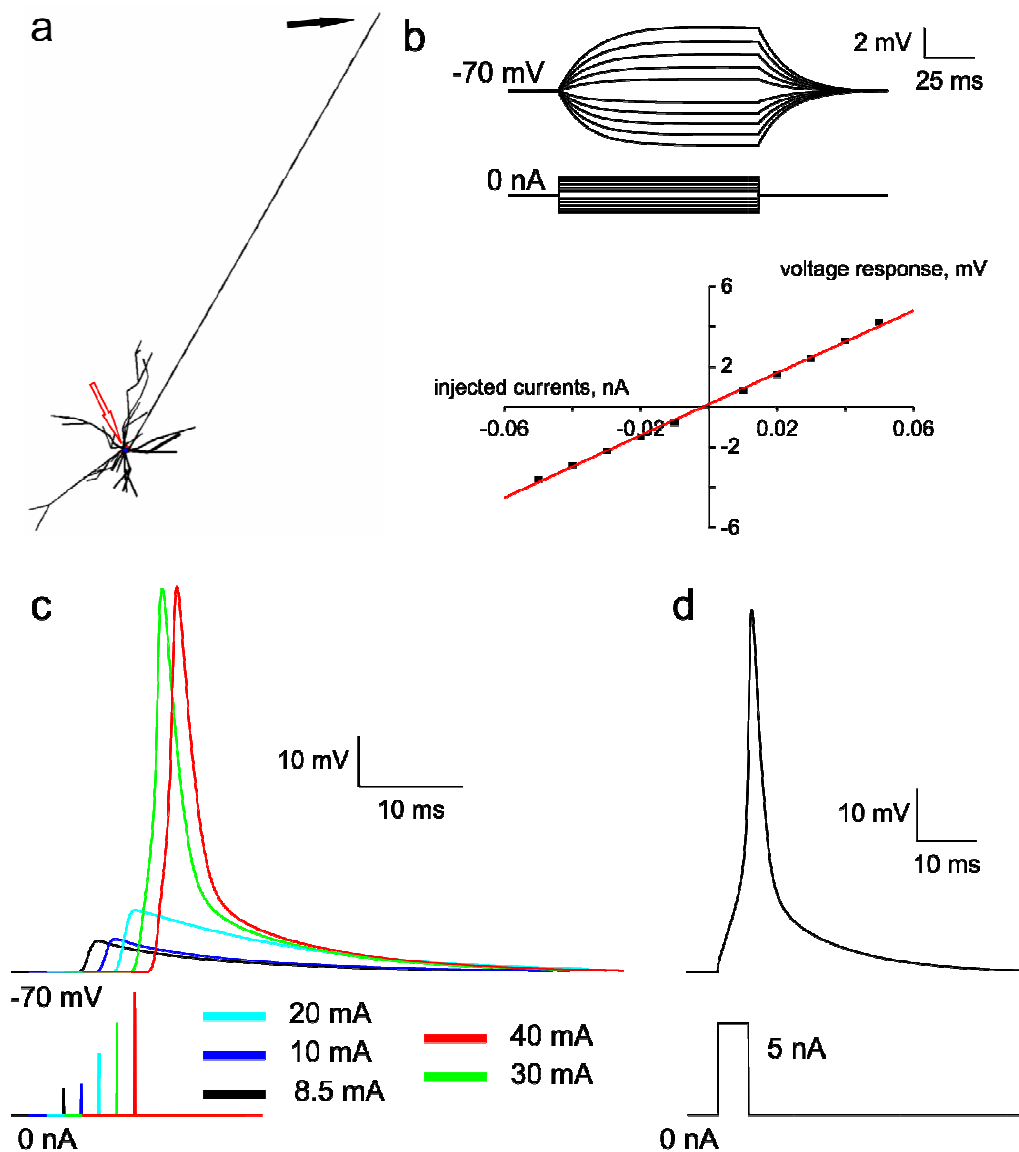 a
b
-70 mV
2 mV
25 ms
0 nA
voltage response, mV
6
2
injected currents, nA
-0.06
-0.02
0.02
0.06
-2
-6
c
10 mV
10 ms
-70 mV
20 mA
10 mA
8.5 mA
40 mA
30 mA
0 nA
d
10 mV
10 ms
5 nA
0 nA